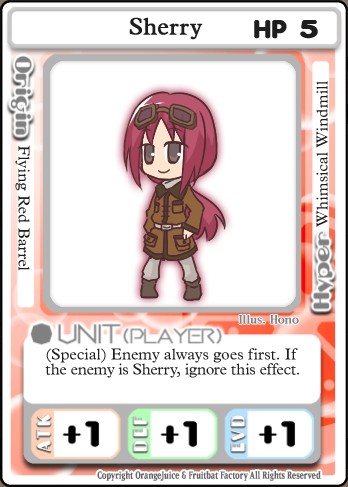 Sherry
HP 5
Origin
Flying Red Barrel
Hyper
Whimsical Windmill
Illus. Hono
UNIT (PLAYER)
(Special) Enemy always goes first. If
the enemy is Sherry, ignore this effect.
ATK +1
DEF +1
EVD +1
Copyright OrangeJuice & Fruitbat Factory All Rights Reserved